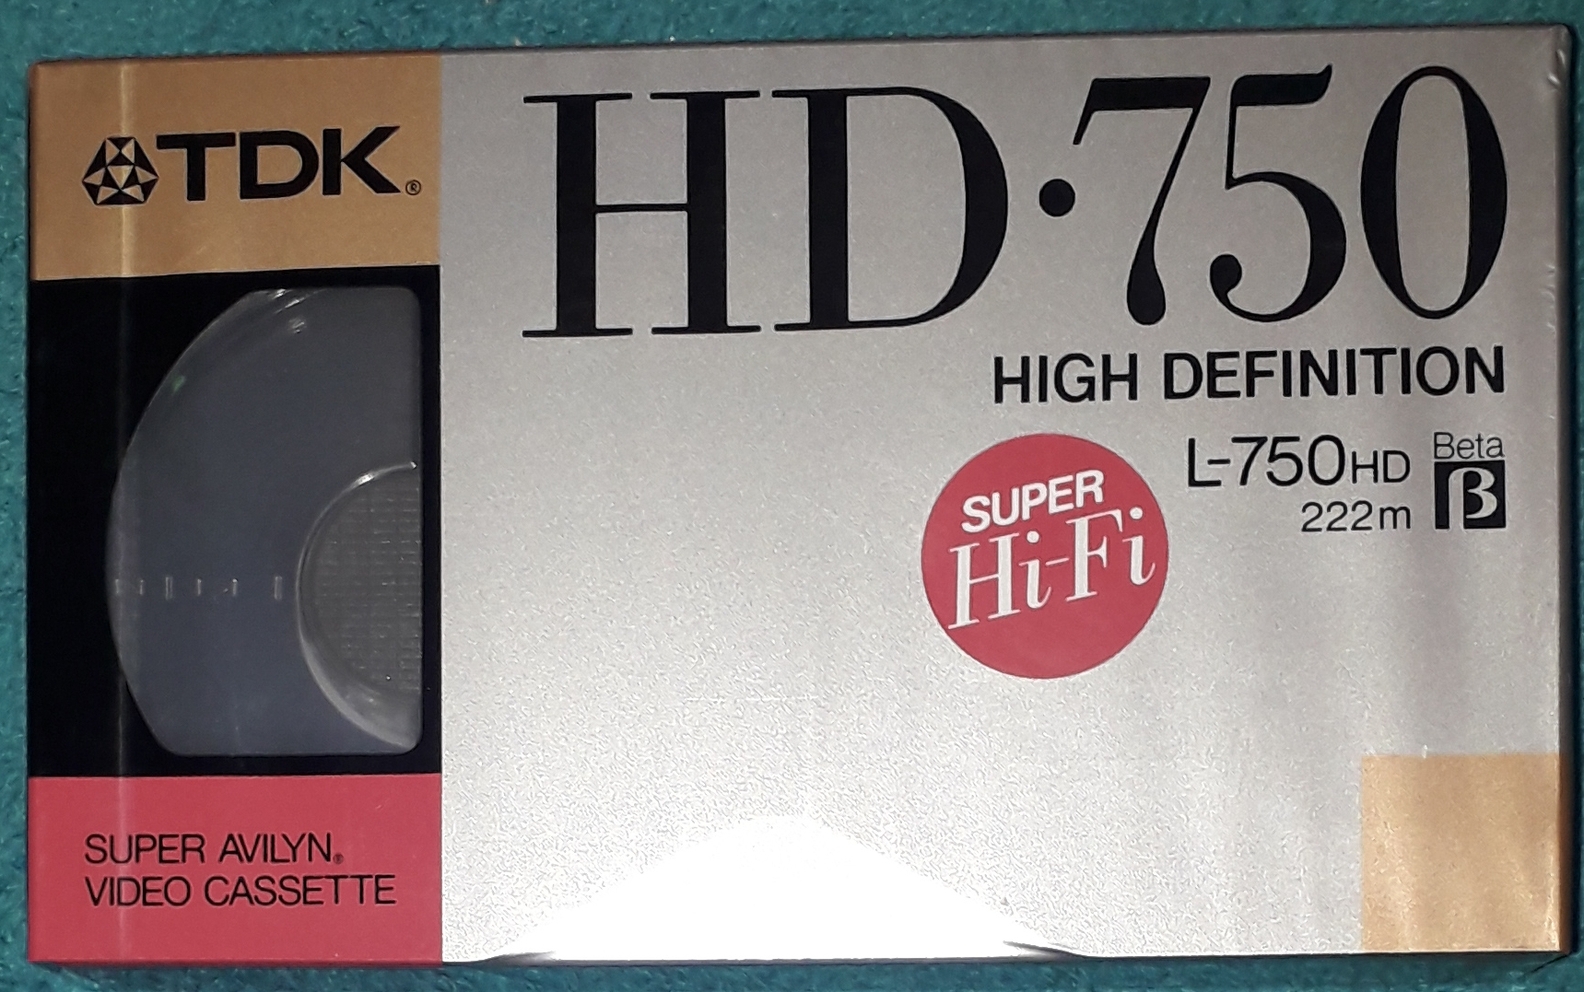 TDK®
HD·750
HIGH DEFINITION
L-750HD
222m
Beta
β
SUPER
Hi-Fi
SUPER AVILYN®
VIDEO CASSETTE